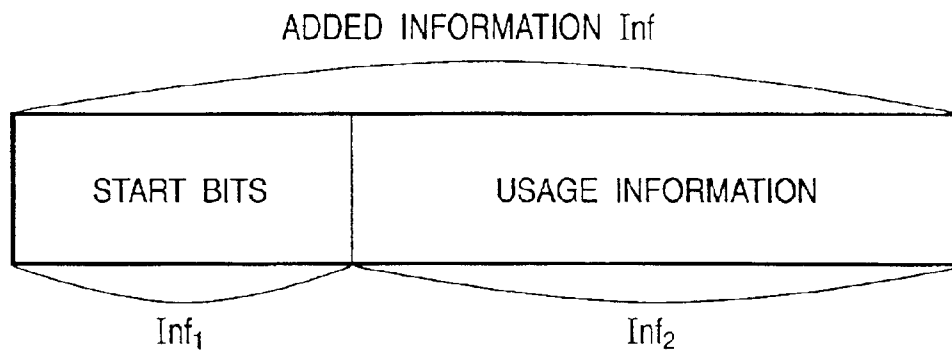 ADDED INFORMATION Inf
START BITS
USAGE INFORMATION
Inf₁
Inf₂